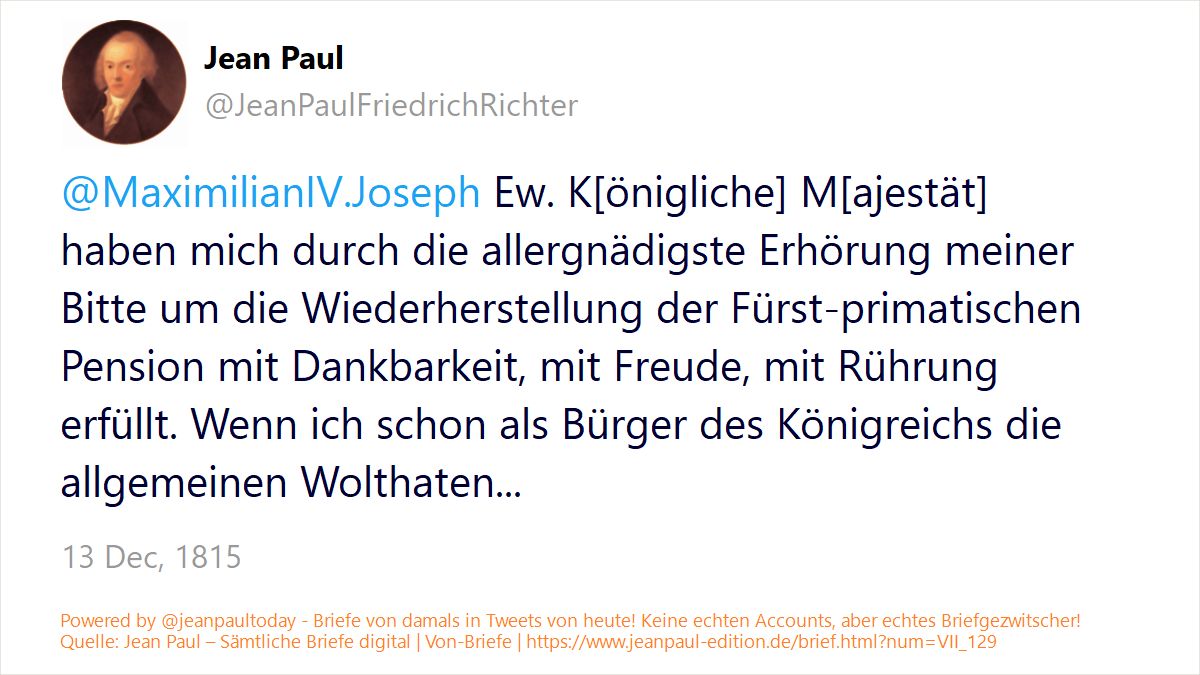 Jean Paul
@JeanPaulFriedrichRichter
@MaximilianIV.Joseph Ew. K[önigliche] M[ajestät]
haben mich durch die allergnädigste Erhörung meiner
Bitte um die Wiederherstellung der Fürst-primatischen
Pension mit Dankbarkeit, mit Freude, mit Rührung
erfüllt. Wenn ich schon als Bürger des Königreichs die
allgemeinen Wolthaten...
13 Dec, 1815
Powered by @jeanpaultoday - Briefe von damals in Tweets von heute! Keine echten Accounts, aber echtes Briefgezwitscher!
Quelle: Jean Paul – Sämtliche Briefe digital | Von-Briefe | https://www.jeanpaul-edition.de/brief.html?num=VII_129